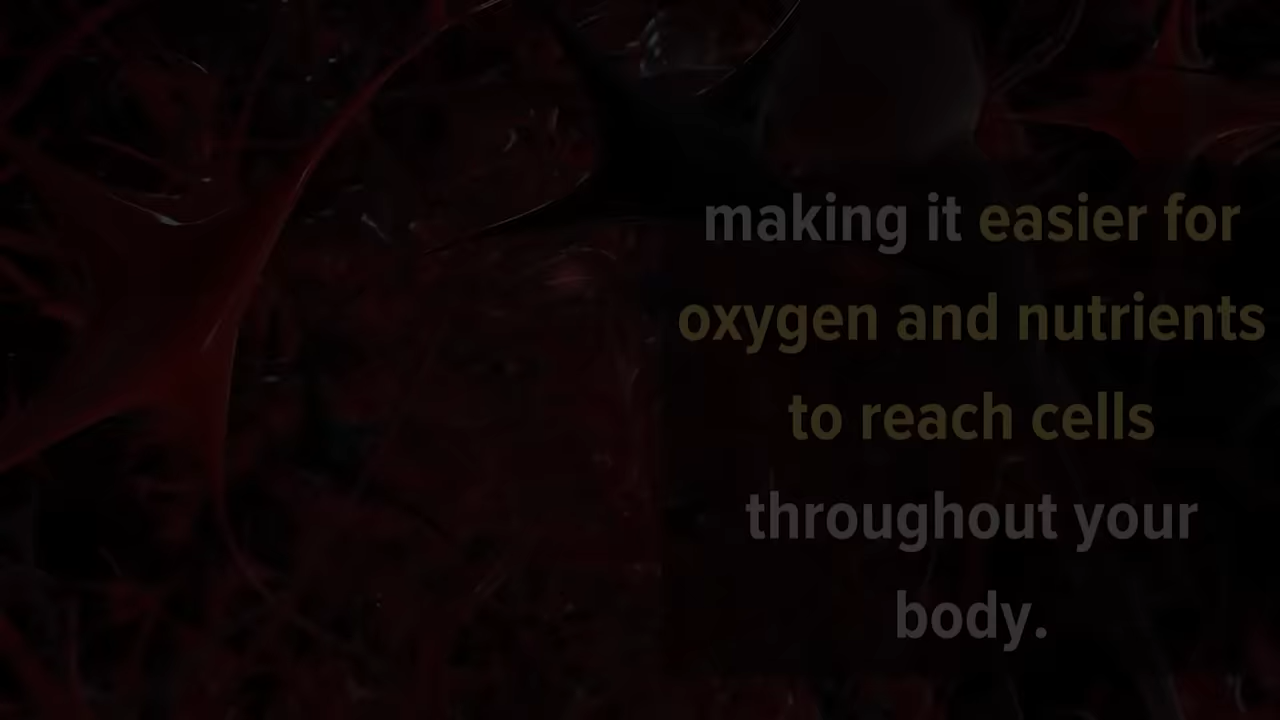 making it easier for
oxygen and nutrients
to reach cells
throughout your
body.